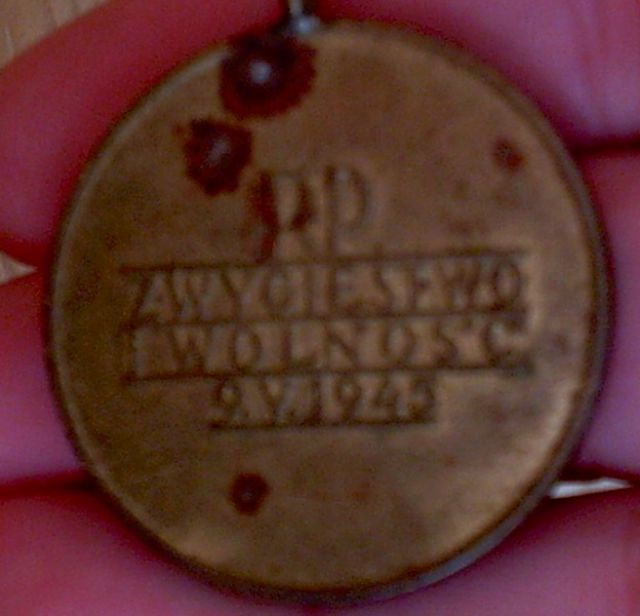 RP
ZWYCIĘSTWO
I WOLNOŚĆ
9.V.1945